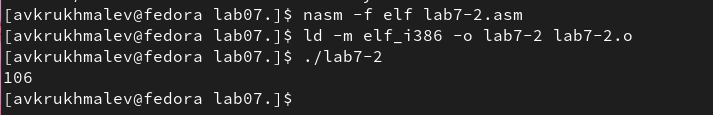 [avkrukhmalev@fedora lab07.]$ nasm -f elf lab7-2.asm
[avkrukhmalev@fedora lab07.]$ ld -m elf_i386 -o lab7-2 lab7-2.o
[avkrukhmalev@fedora lab07.]$ ./lab7-2
106
[avkrukhmalev@fedora lab07.]$